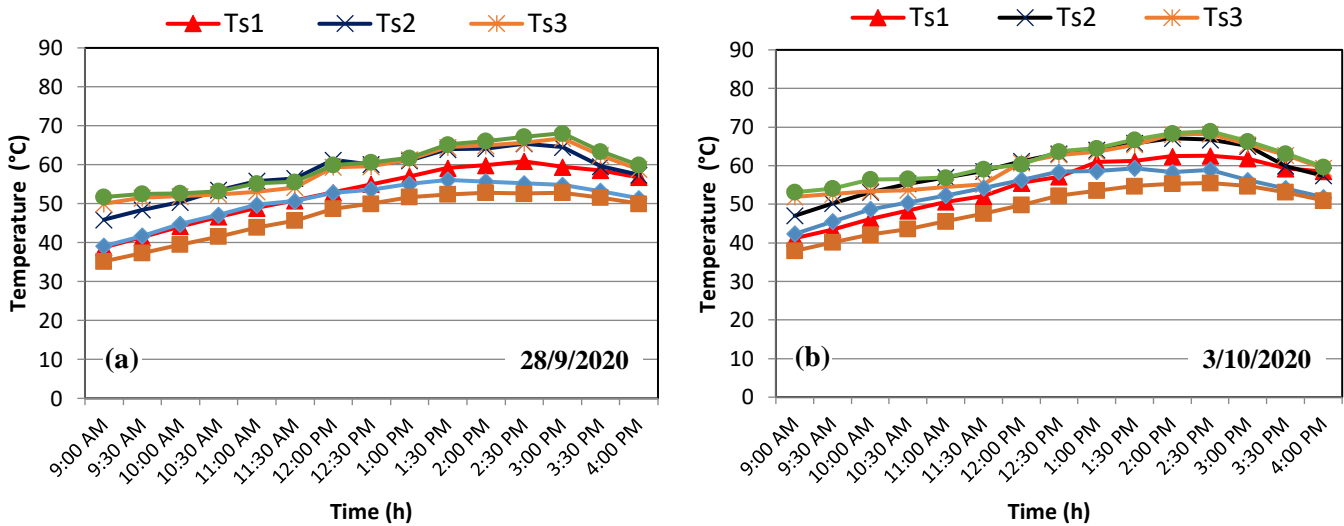 Ts1 Ts2 Ts3
Temperature (°C)
90
80
70
60
50
40
30
20
10
0
(a)
28/9/2020
9:00 AM
9:30 AM
10:00 AM
10:30 AM
11:00 AM
11:30 AM
12:00 PM
12:30 PM
1:00 PM
1:30 PM
2:00 PM
2:30 PM
3:00 PM
3:30 PM
4:00 PM
Time (h)
Ts1 Ts2 Ts3
Temperature (°C)
90
80
70
60
50
40
30
20
10
0
(b)
3/10/2020
9:00 AM
9:30 AM
10:00 AM
10:30 AM
11:00 AM
11:30 AM
12:00 PM
12:30 PM
1:00 PM
1:30 PM
2:00 PM
2:30 PM
3:00 PM
3:30 PM
4:00 PM
Time (h)